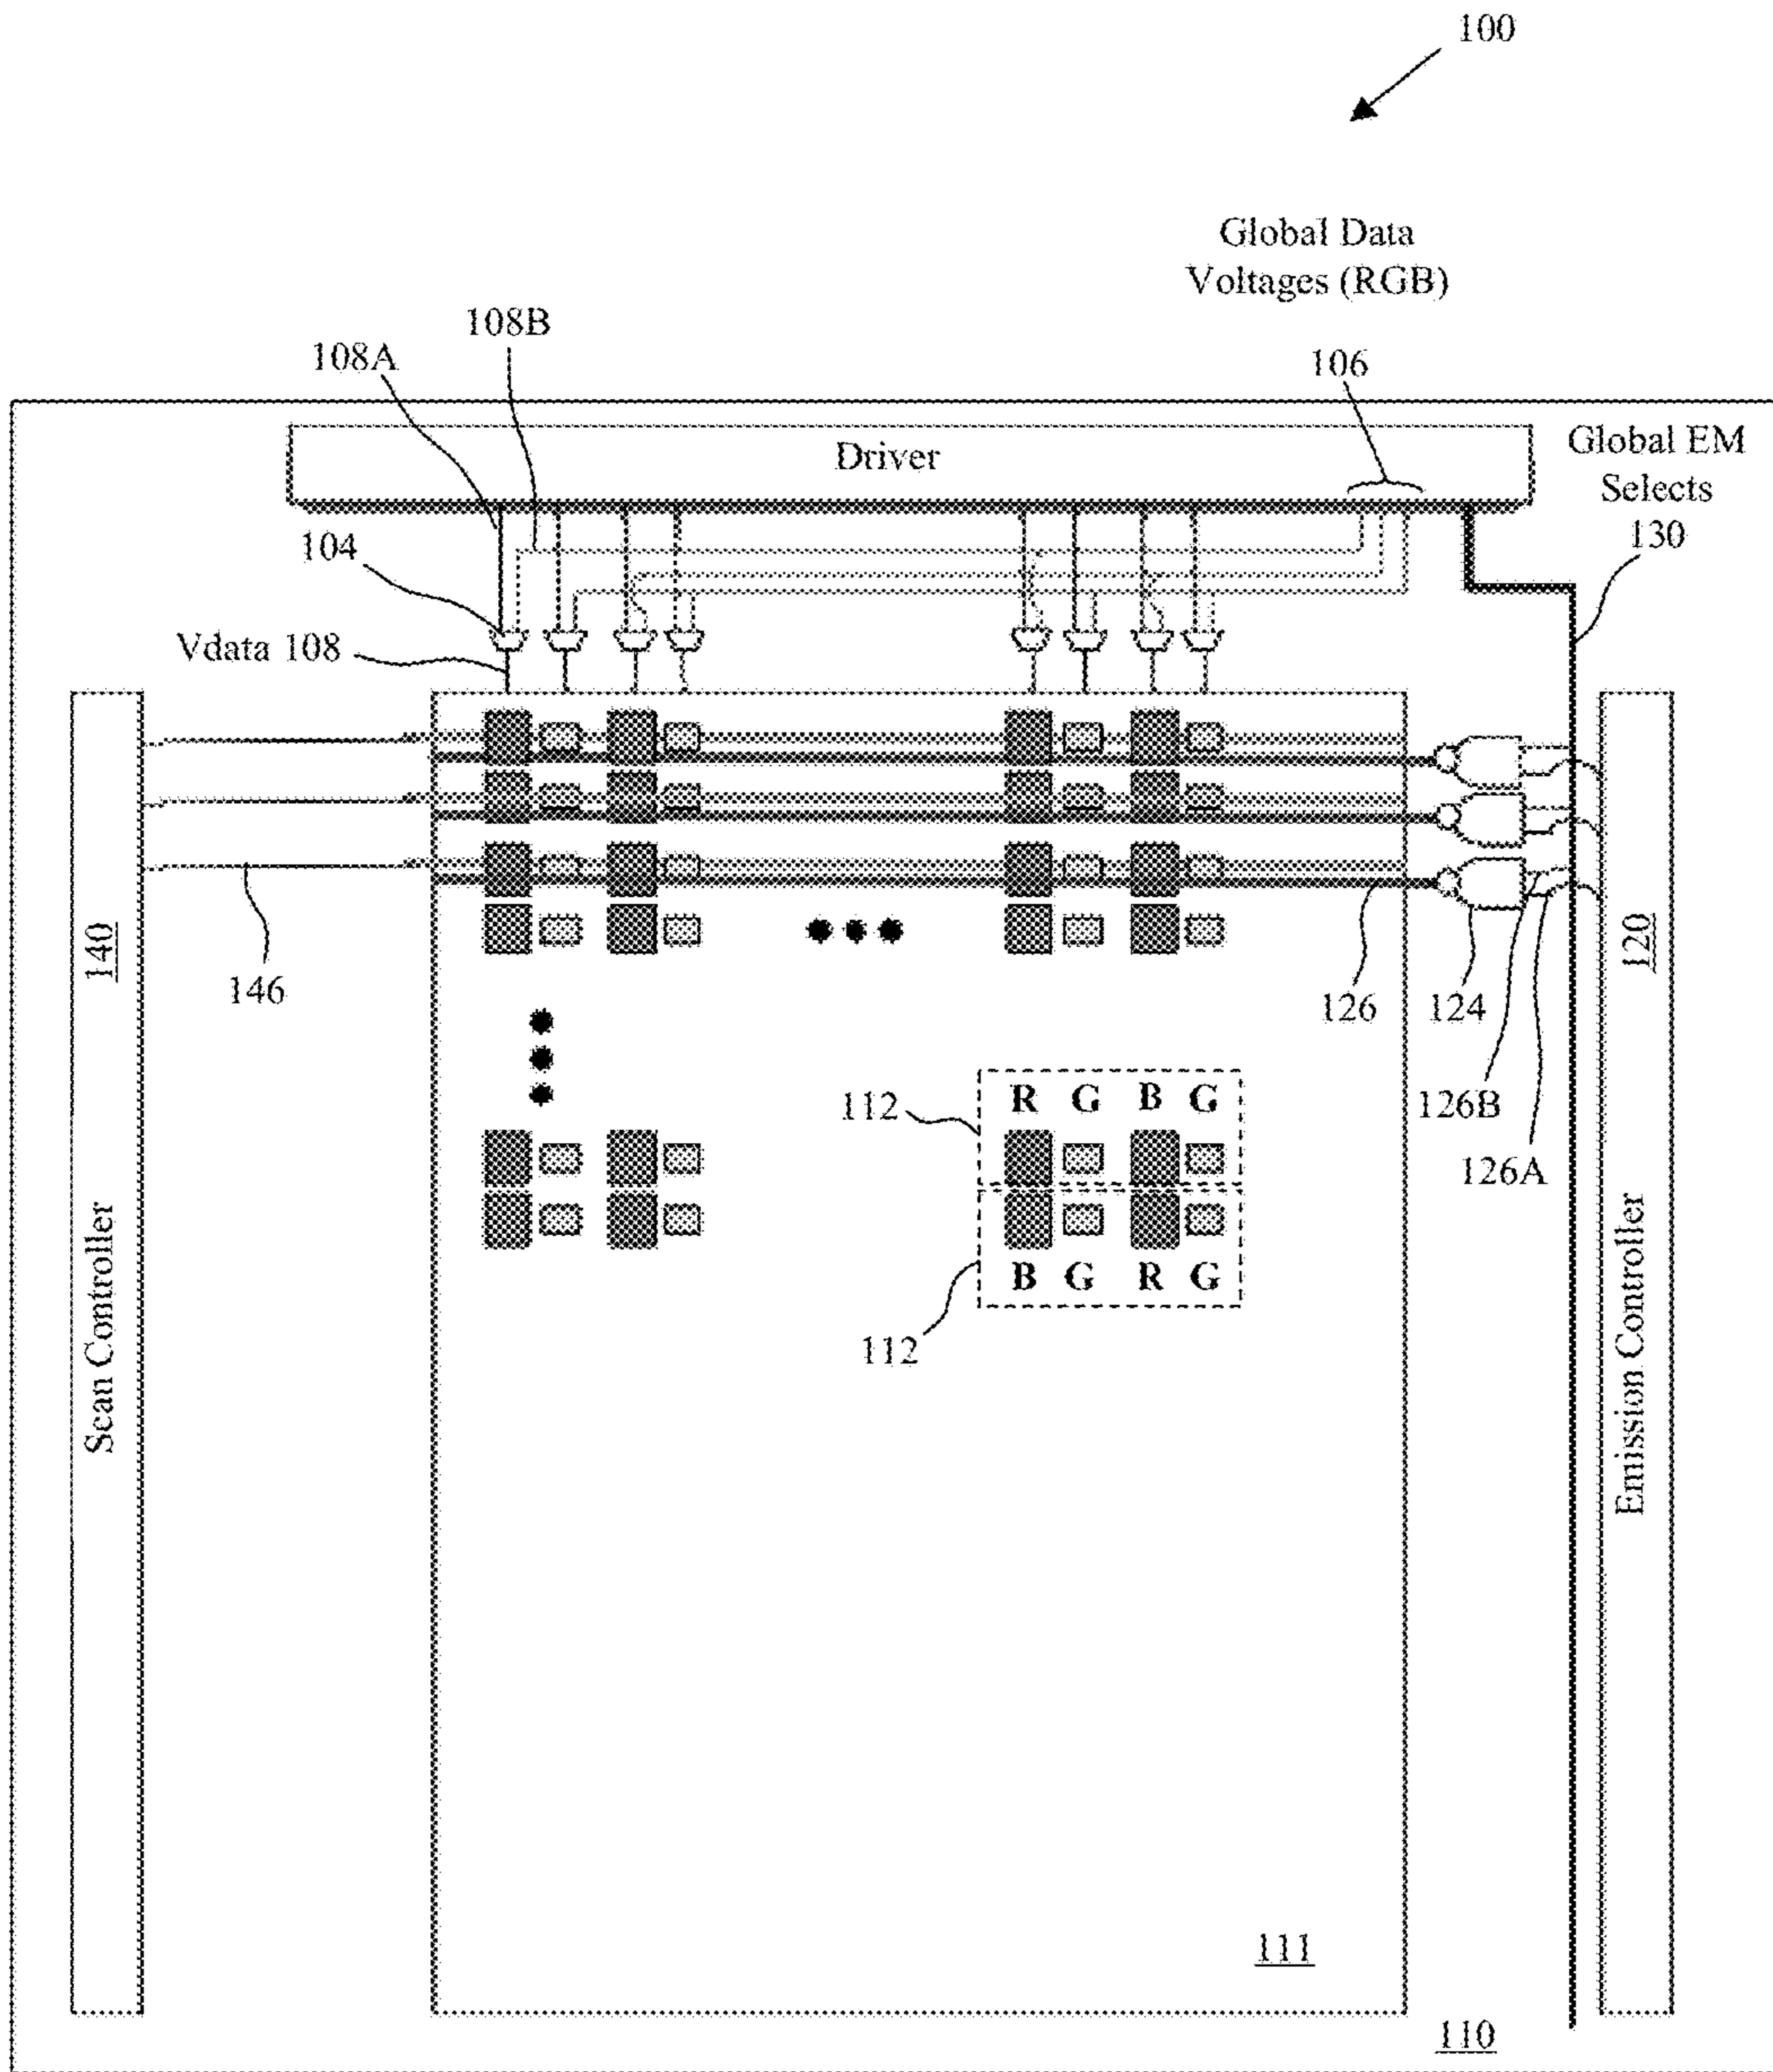 100
Global Data
Voltages (RGB)
108B
108A
106
Driver
Global EM
Selects
130
104
Vdata 108
140
120
146
126
124
126B
126A
112
R G B G
B G R G
112
Scan Controller
Emission Controller
111
110